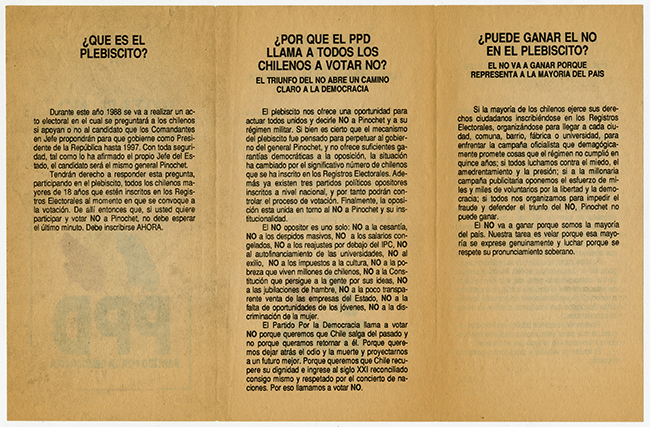 ¿QUE ES EL
PLEBISCITO?
Durante este año 1988 se va a realizar un ac-
to electoral en el cual se preguntará a los chilenos
si apoyan o no al candidato que los Comandantes
en Jefe propondrán para que gobierne como Presi-
dente de la República hasta 1997. Con toda seguri-
dad, tal como lo ha afirmado el propio Jefe del Es-
tado, el candidato será el mismo general Pinochet.
Tendrán derecho a responder esta pregunta,
participando en el plebiscito, todos los chilenos ma-
yores de 18 años que estén inscritos en los Regis-
tros Electorales al momento en que se convoque a
la votación. De allí entonces que, si usted quiere
participar y votar NO a Pinochet, no debe esperar
el último minuto. Debe inscribirse AHORA.
¿POR QUE EL PPD
LLAMA A TODOS LOS
CHILENOS A VOTAR NO?
EL TRIUNFO DEL NO ABRE UN CAMINO
CLARO A LA DEMOCRACIA
El plebiscito nos ofrece una oportunidad para
actuar todos unidos y decirle NO a Pinochet y a su
régimen militar. Si bien es cierto que el mecanismo
del plebiscito fue pensado para perpetuar al gobier-
no del general Pinochet, y no ofrece suficientes ga-
rantías democráticas a la oposición, la situación
ha cambiado por el significativo número de chilenos
que se ha inscrito en los Registros Electorales. Ade-
más ya existen tres partidos políticos opositores
inscritos a nivel nacional, y por tanto podrán con-
trolar el proceso de votación. Finalmente, la oposi-
ción esta unida en torno al NO a Pinochet y su ins-
titucionalidad.
El NO opositor es uno solo: NO a la cesantía,
NO a los despidos masivos, NO a los salarios con-
gelados, NO a los reajustes por debajo del IPC, NO
al autofinanciamiento de las universidades, NO al
exilio, NO a los impuestos a la cultura, NO a la po-
breza que viven millones de chilenos, NO a la Cons-
titución que persigue a la gente por sus ideas, NO
a las jubilaciones de hambre, NO a la poco trans-
parente venta de las empresas del Estado, NO a la
falta de oportunidades de los jóvenes, NO a la dis-
criminación de la mujer.
El Partido Por la Democracia llama a votar
NO porque queremos que Chile salga del pasado y
no porque queramos retornar a él. Porque quere-
mos dejar atrás el odio y la muerte y proyectarnos
a un futuro mejor. Porque queremos que Chile recu-
pere su dignidad e ingrese al siglo XXI reconciliado
consigo mismo y respetado por el concierto de na-
ciones. Por eso llamamos a votar NO.
¿PUEDE GANAR EL NO
EN EL PLEBISCITO?
EL NO VA A GANAR PORQUE
REPRESENTA A LA MAYORIA DEL PAIS
Si la mayoría de los chilenos ejerce sus dere-
chos ciudadanos inscribiéndose en los Registros
Electorales, organizándose para llegar a cada ciu-
dad, comuna, barrio, fábrica o universidad, para
enfrentar la campaña oficialista que demagógica-
mente promete cosas que el régimen no cumplió en
quince años; si todos luchamos contra el miedo, el
amedrentamiento y la presión; si a la millonaria
campaña publicitaria oponemos el esfuerzo de mi-
les y miles de voluntarios por la libertad y la demo-
cracia; si todos nos organizamos para impedir el
fraude y defender el triunfo del NO, Pinochet no
puede ganar.
El NO va a ganar porque somos la mayoría
del país. Nuestra tarea es velar porque esa mayo-
ría se exprese genuinamente y luchar porque se
respete su pronunciamiento soberano.